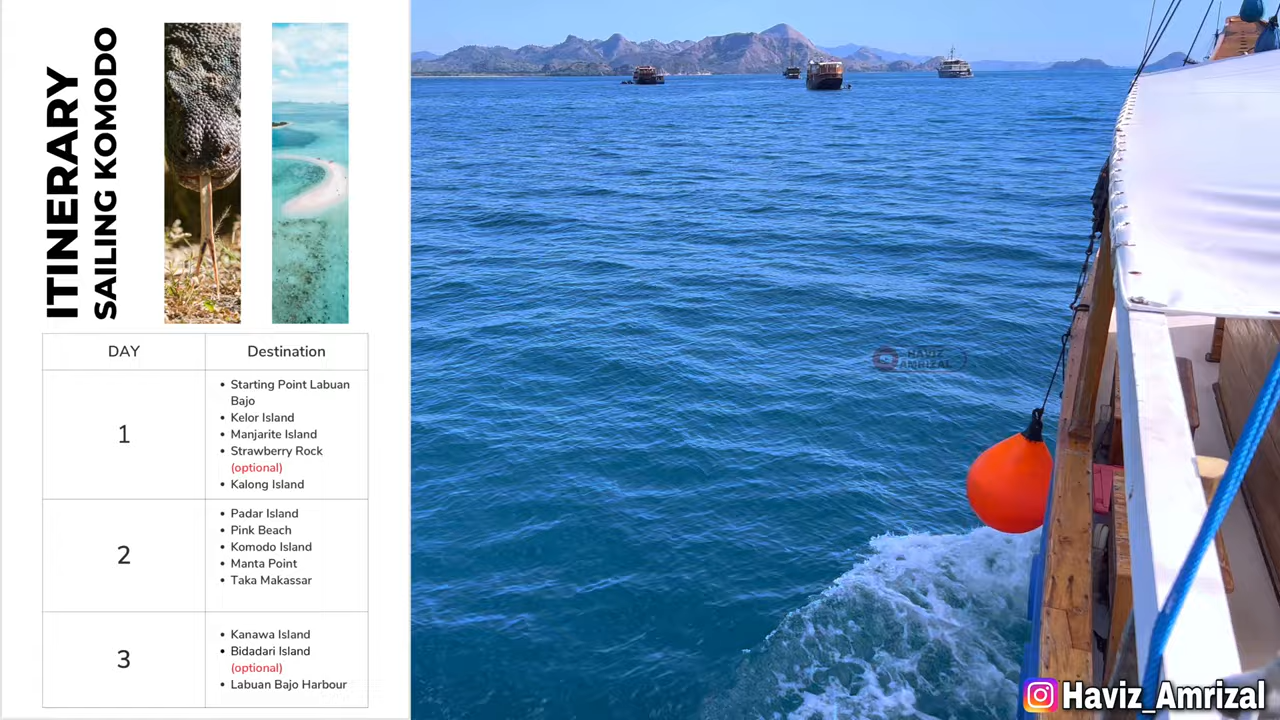 ITINERARY
SAILING KOMODO
DAY
Destination
1
• Starting Point Labuan
Bajo
• Kelor Island
• Manjarite Island
• Strawberry Rock
(optional)
• Kalong Island
2
• Padar Island
• Pink Beach
• Komodo Island
• Manta Point
• Taka Makassar
3
• Kanawa Island
• Bidadari Island
(optional)
• Labuan Bajo Harbour
HAVIZ
AMRIZAL
Haviz_Amrizal